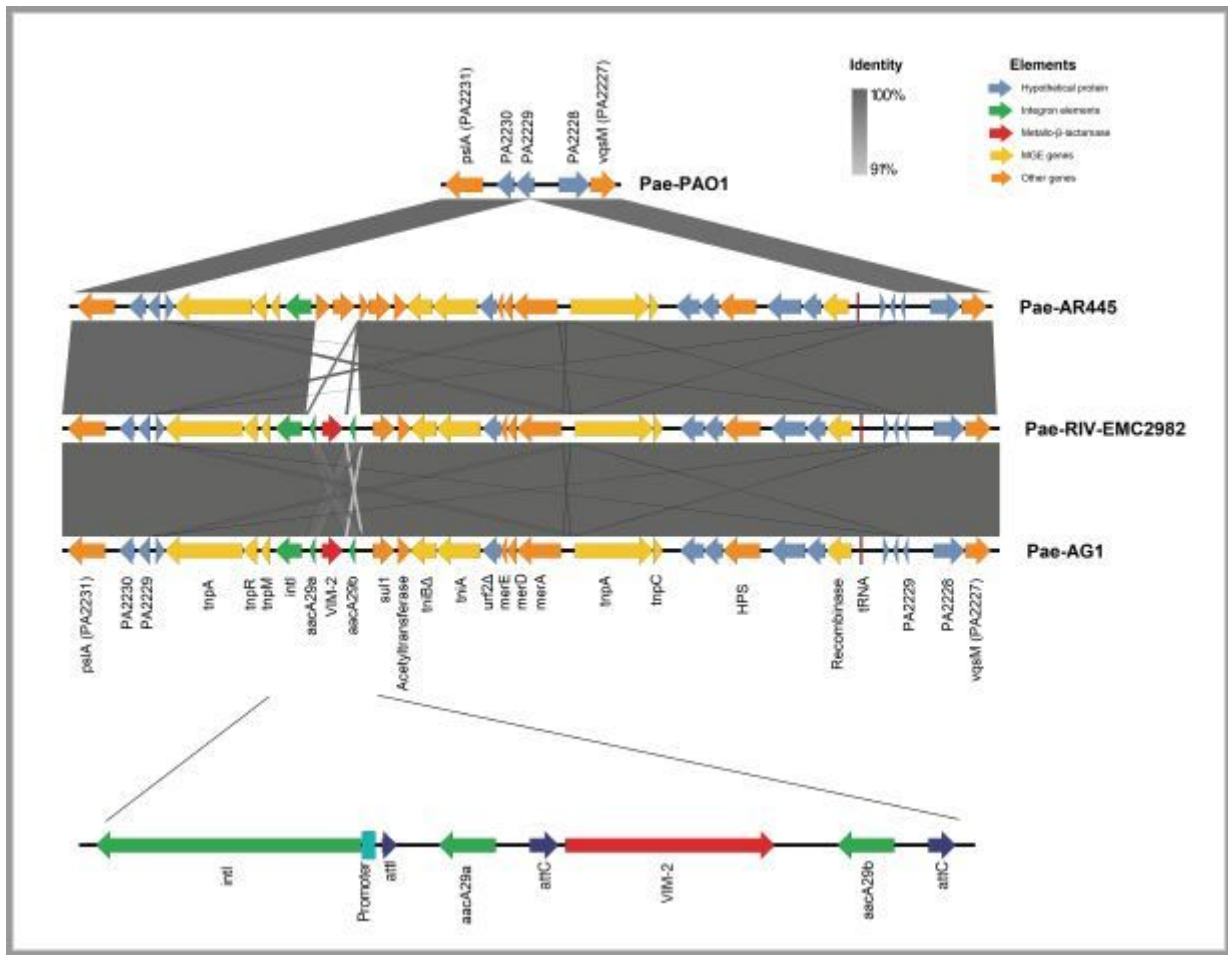 pslA (PA2231)
PA2230
PA2229
PA2228
vqsM (PA2227)
Identity
100%
91%
Elements
Hypothetical protein
Integron elements
Metallo-β-lactamase
MGE genes
Other genes
Pae-PAO1
Pae-AR445
Pae-RIV-EMC2982
Pae-AG1
pslA (PA2231)
PA2230
PA2229
tnpA
tnpR
tnpM
intI
aacA29a
VIM-2
aacA29b
sul1
Acetyltransferase
tniBΔ
tniA
urf2Δ
merE
merD
merA
tnpA
tnpC
HPS
Recombinase
tRNA
PA2229
PA2228
vqsM (PA2227)
intI
Promoter
attI
aacA29a
attC
VIM-2
aacA29b
attC